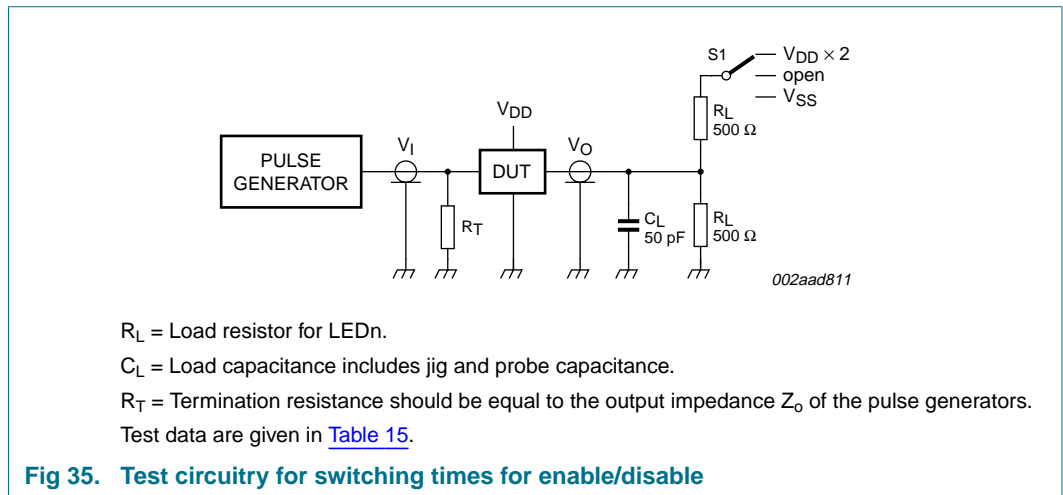 S1
VDD × 2
open
VSS
RL
500 Ω
VDD
VI
VO
PULSE
GENERATOR
DUT
RT
CL
50 pF
RL
500 Ω
002aad811
RL = Load resistor for LEDn.
CL = Load capacitance includes jig and probe capacitance.
RT = Termination resistance should be equal to the output impedance Zo of the pulse generators.
Test data are given in Table 15.
Fig 35. Test circuitry for switching times for enable/disable